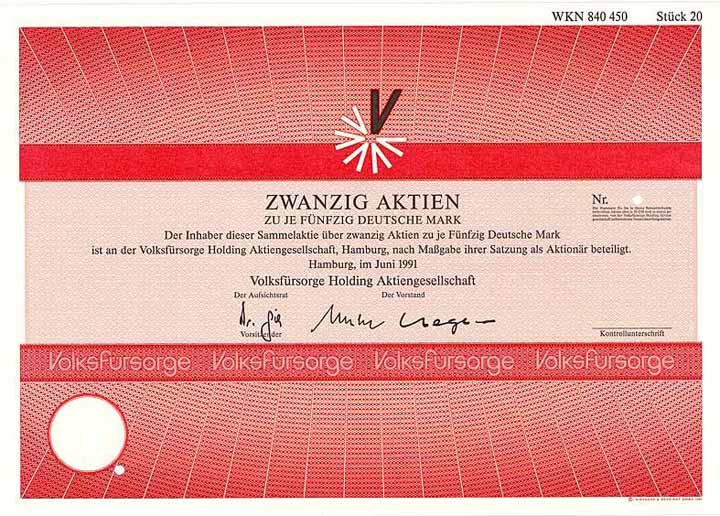 WKN 840 450 Stück 20
V
ZWANZIG AKTIEN
ZU JE FÜNFZIG DEUTSCHE MARK
Nr.
Der Inhaber dieser Sammelaktie über zwanzig Aktien zu je Fünfzig Deutsche Mark
ist an der Volksfürsorge Holding Aktiengesellschaft, Hamburg, nach Maßgabe ihrer Satzung als Aktionär beteiligt.
Hamburg, im Juni 1991
Volksfürsorge Holding Aktiengesellschaft
Der Aufsichtsrat Der Vorstand
Vorsitzender
Kontrollunterschrift
Volksfürsorge Volksfürsorge Volksfürsorge Volksfürsorge